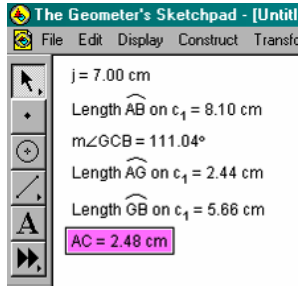 The Geometer's Sketchpad - [Untitl
File Edit Display Construct Transfo
j = 7.00 cm
Length AB on c₁ = 8.10 cm
m∠GCB = 111.04°
Length AG on c₁ = 2.44 cm
Length GB on c₁ = 5.66 cm
A
AC = 2.48 cm